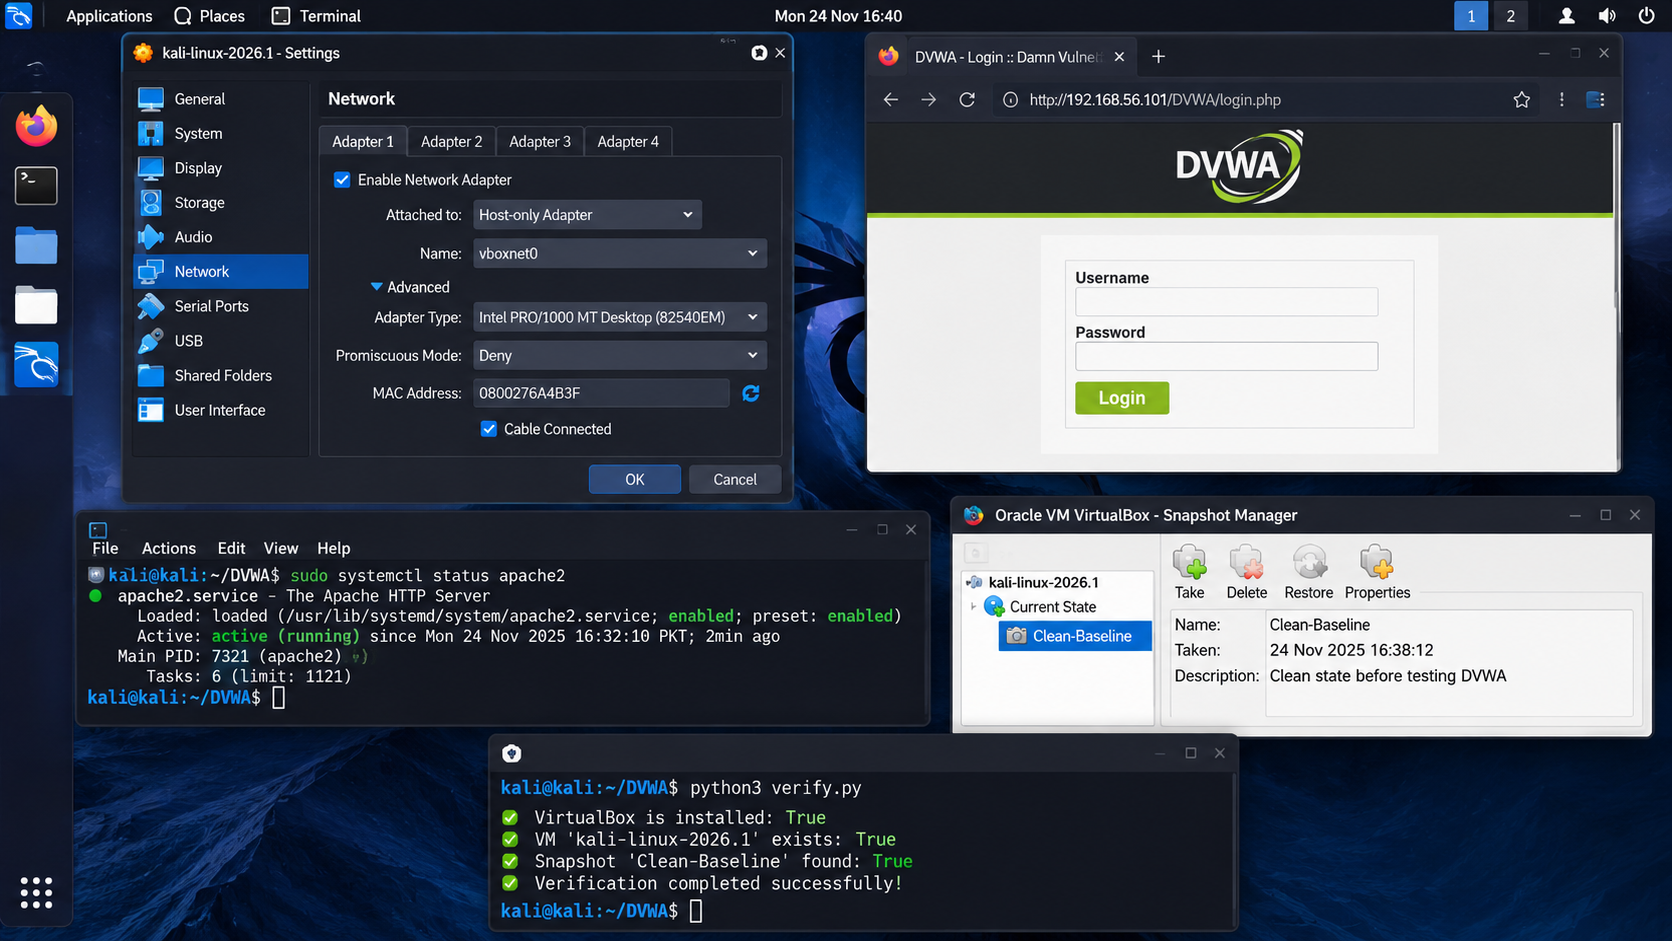 Applications Places Terminal Mon 24 Nov 16:40 1 2
kali-linux-2026.1 - Settings
General
System
Display
Storage
Audio
Network
Serial Ports
USB
Shared Folders
User Interface
Network
Adapter 1 Adapter 2 Adapter 3 Adapter 4
Enable Network Adapter
Attached to: Host-only Adapter
Name: vboxnet0
Advanced
Adapter Type: Intel PRO/1000 MT Desktop (82540EM)
Promiscuous Mode: Deny
MAC Address: 0800276A4B3F
Cable Connected
OK Cancel
DVWA - Login :: Damn Vulne
http://192.168.56.101/DVWA/login.php
DVWA
Username
Password
Login
File Actions Edit View Help
kali@kali:~/DVWA$ sudo systemctl status apache2
apache2.service - The Apache HTTP Server
Loaded: loaded (/usr/lib/systemd/system/apache2.service; enabled; preset: enabled)
Active: active (running) since Mon 24 Nov 2025 16:32:10 PKT; 2min ago
Main PID: 7321 (apache2)
Tasks: 6 (limit: 1121)
kali@kali:~/DVWA$
Oracle VM VirtualBox - Snapshot Manager
kali-linux-2026.1
Current State
Clean-Baseline
Take Delete Restore Properties
Name: Clean-Baseline
Taken: 24 Nov 2025 16:38:12
Description: Clean state before testing DVWA
kali@kali:~/DVWA$ python3 verify.py
VirtualBox is installed: True
VM 'kali-linux-2026.1' exists: True
Snapshot 'Clean-Baseline' found: True
Verification completed successfully!
kali@kali:~/DVWA$